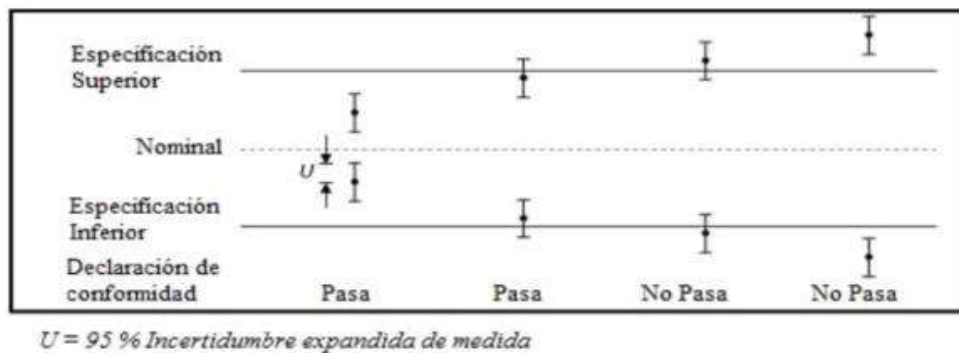 Especificación
Superior
Nominal
U
Especificación
Inferior
Declaración de
conformidad
Pasa
Pasa
No Pasa
No Pasa
U = 95 % Incertidumbre expandida de medida